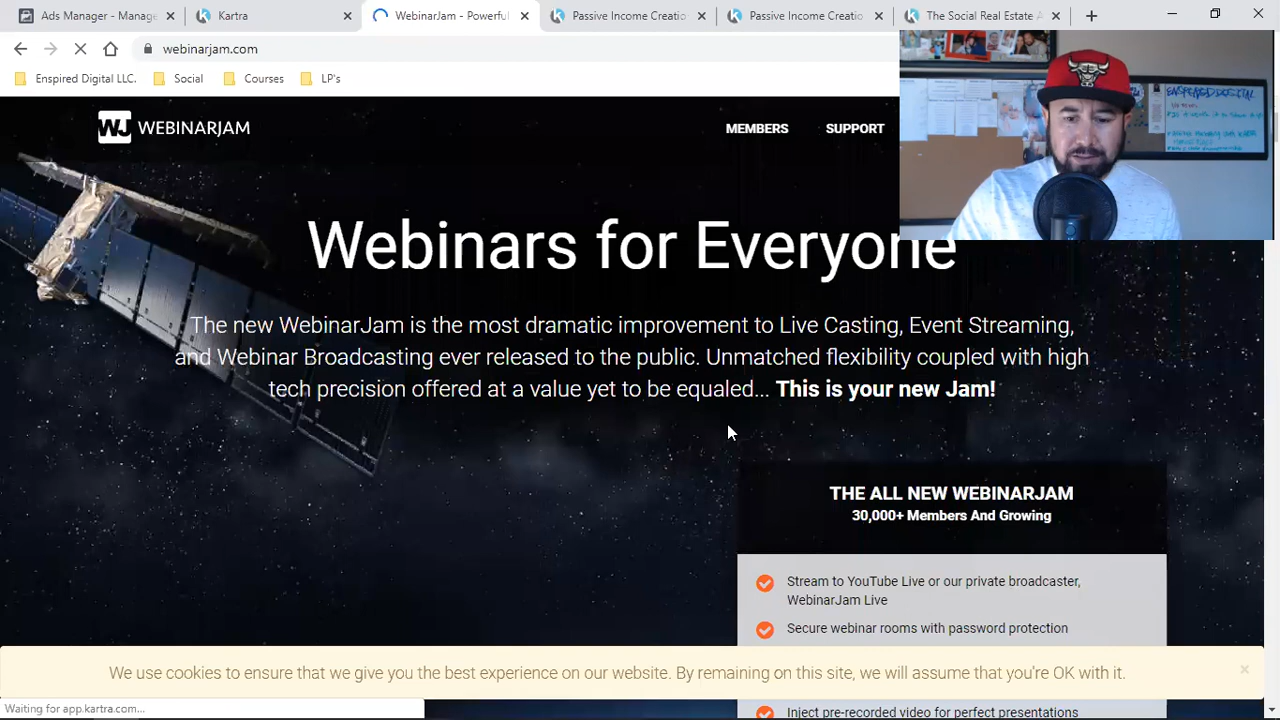 Ads Manager - Manage
Kartra
WebinarJam - Powerful
Passive Income Creatio
Passive Income Creatio
The Social Real Estate A
webinarjam.com
Enspired Digital LLC.
Social
Courses
LP's
WJ WEBINARJAM
MEMBERS
SUPPORT
Webinars for Everyone
The new WebinarJam is the most dramatic improvement to Live Casting, Event Streaming,
and Webinar Broadcasting ever released to the public. Unmatched flexibility coupled with high
tech precision offered at a value yet to be equaled... This is your new Jam!
THE ALL NEW WEBINARJAM
30,000+ Members And Growing
Stream to YouTube Live or our private broadcaster,
WebinarJam Live
Secure webinar rooms with password protection
We use cookies to ensure that we give you the best experience on our website. By remaining on this site, we will assume that you're OK with it.
Waiting for app.kartra.com...
Inject pre-recorded video for perfect presentations